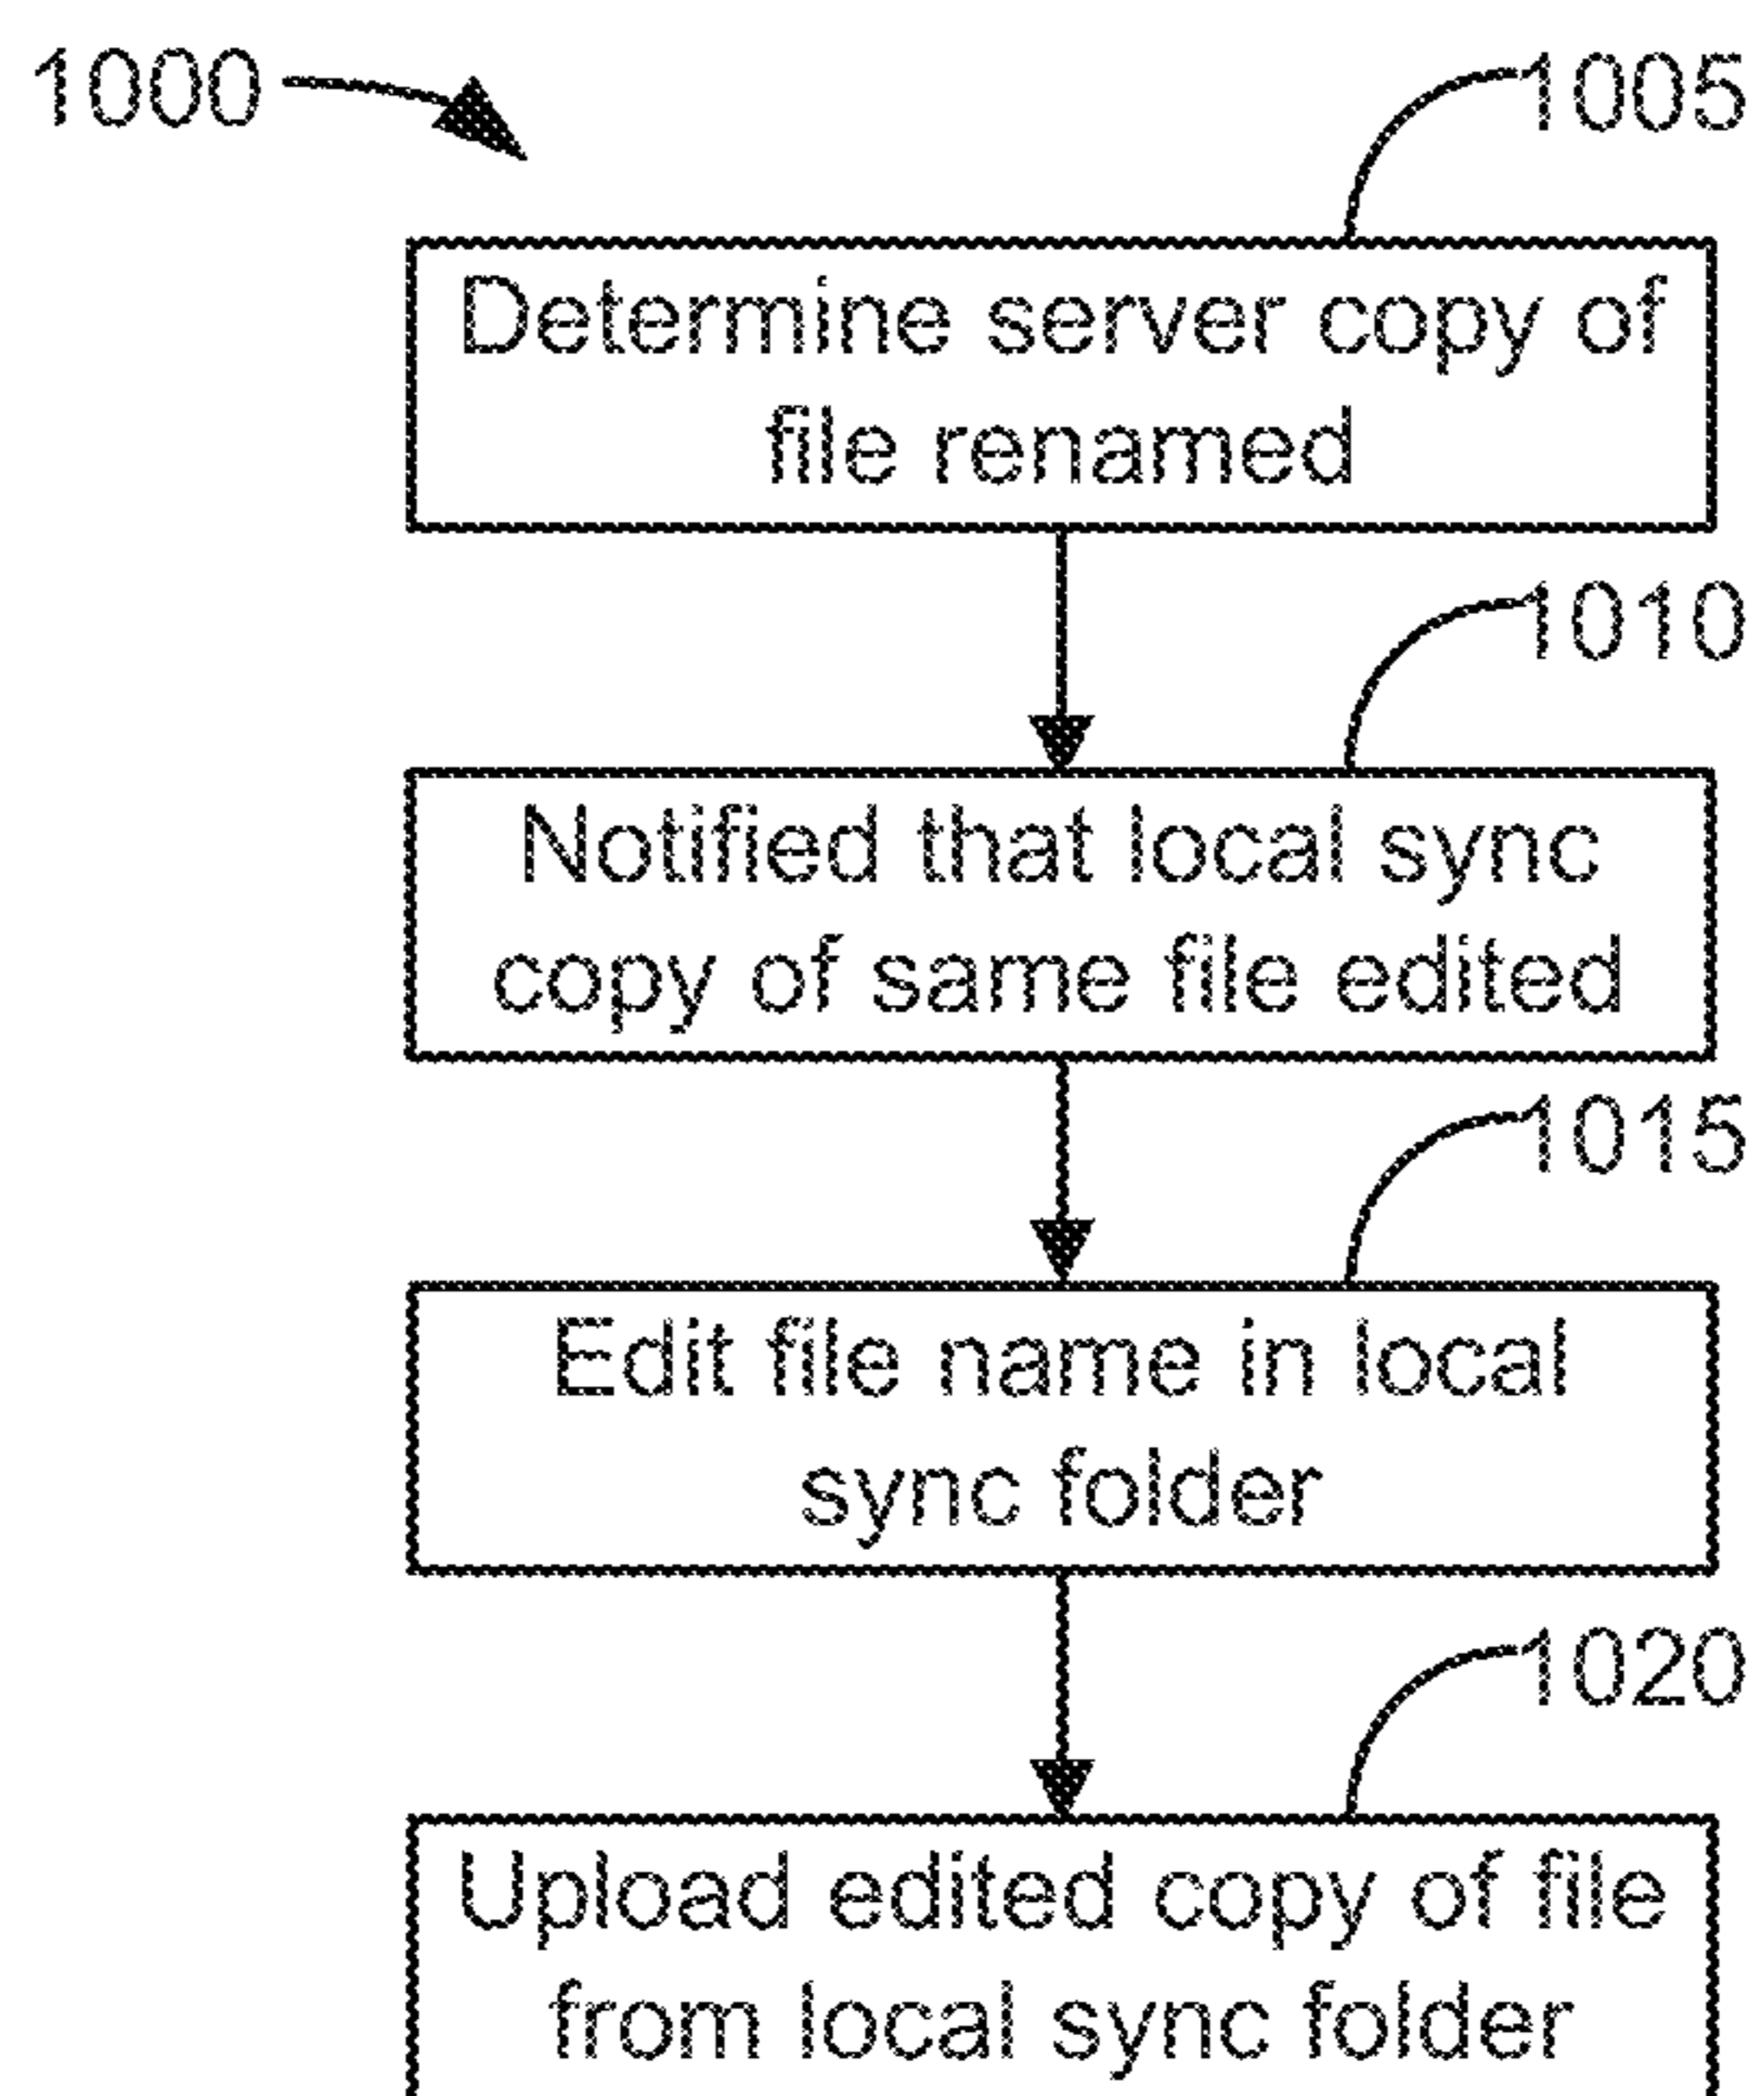 1000
1005
Determine server copy of
file renamed
1010
Notified that local sync
copy of same file edited
1015
Edit file name in local
sync folder
1020
Upload edited copy of file
from local sync folder